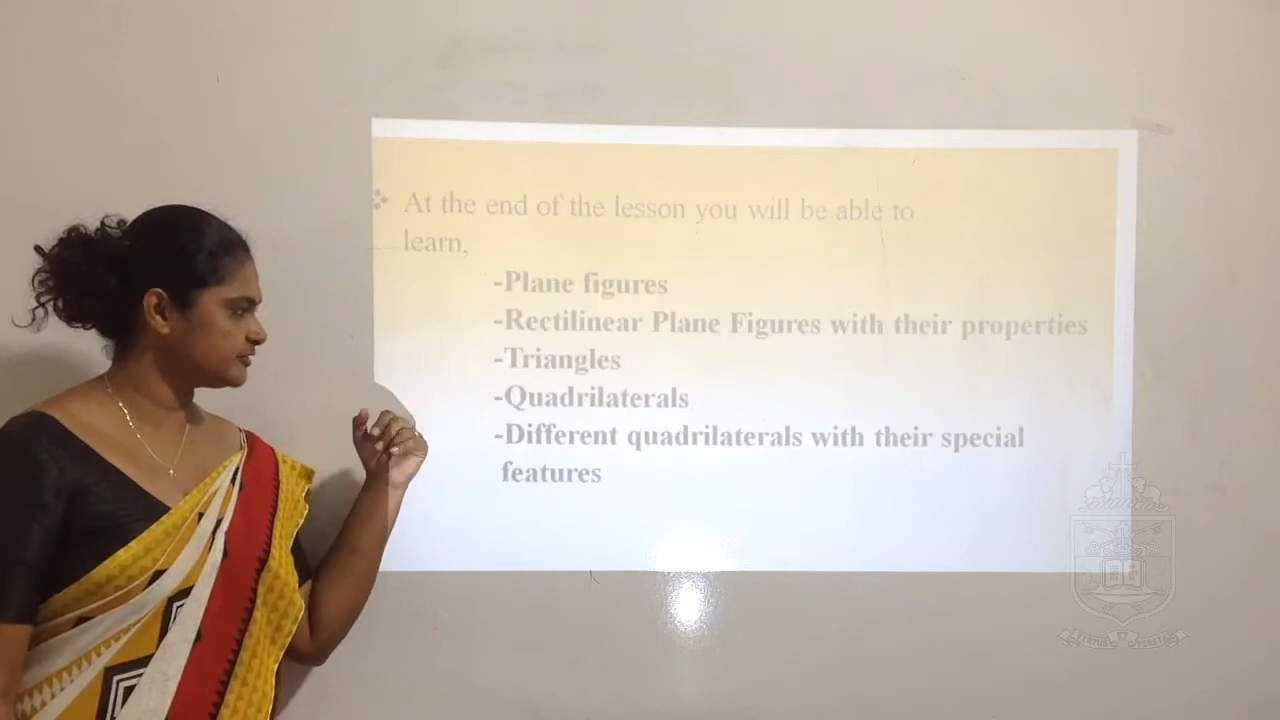 ❖ At the end of the lesson you will be able to
learn,
-Plane figures
-Rectilinear Plane Figures with their properties
-Triangles
-Quadrilaterals
-Different quadrilaterals with their special
features